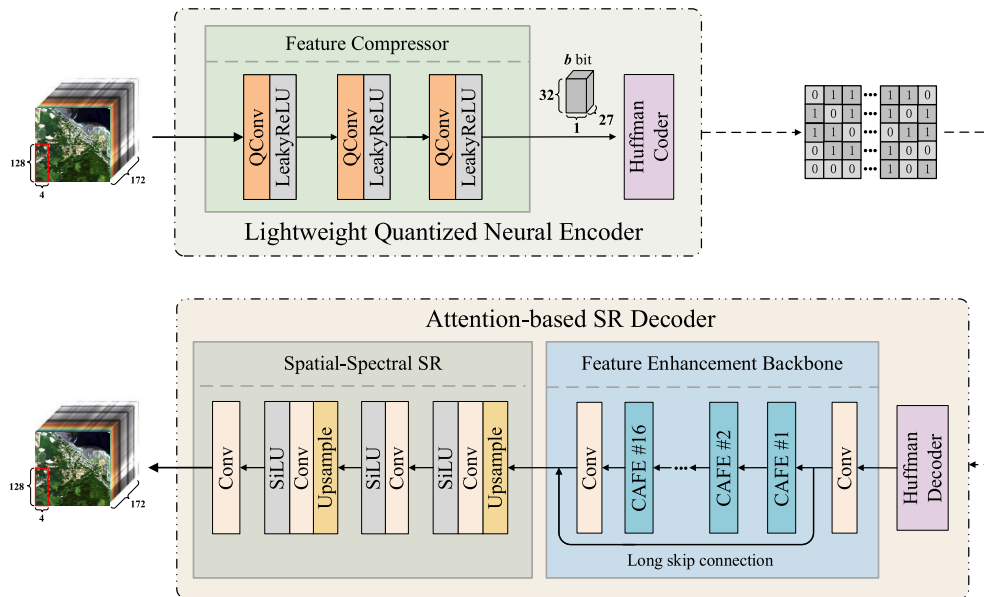 Feature Compressor
b bit
32
1
27
QConv
LeakyReLU
QConv
LeakyReLU
QConv
LeakyReLU
Huffman
Coder
128
4
172
0 1 1 ••• 1 1 0
1 0 1 ••• 1 0 1
1 1 0 ••• 0 1 1
0 1 1 ••• 1 0 1
0 0 0 ••• 1 0 0
Lightweight Quantized Neural Encoder
Attention-based SR Decoder
Spatial-Spectral SR
Feature Enhancement Backbone
128
4
172
Conv
SiLU
Conv
Upsample
SiLU
Conv
SiLU
Conv
Upsample
Conv
CAFE #16
•••
CAFE #2
CAFE #1
Conv
Huffman
Decoder
Long skip connection